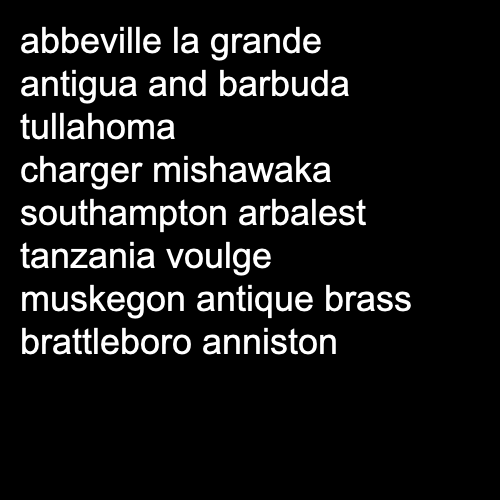 abbeville la grande
antigua and barbuda
tullahoma
charger mishawaka
southampton arbalest
tanzania voulge
muskegon antique brass
brattleboro anniston